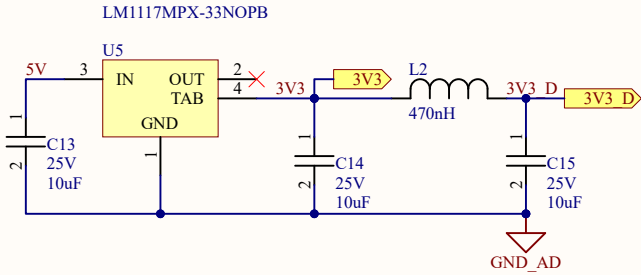 LM1117MPX-33NOPB
U5
5V
3
IN
OUT
2
TAB
4
GND
1
3V3
3V3
L2
470nH
3V3_D
3V3_D
1
2
C13
25V
10uF
1
2
C14
25V
10uF
1
2
C15
25V
10uF
GND_AD